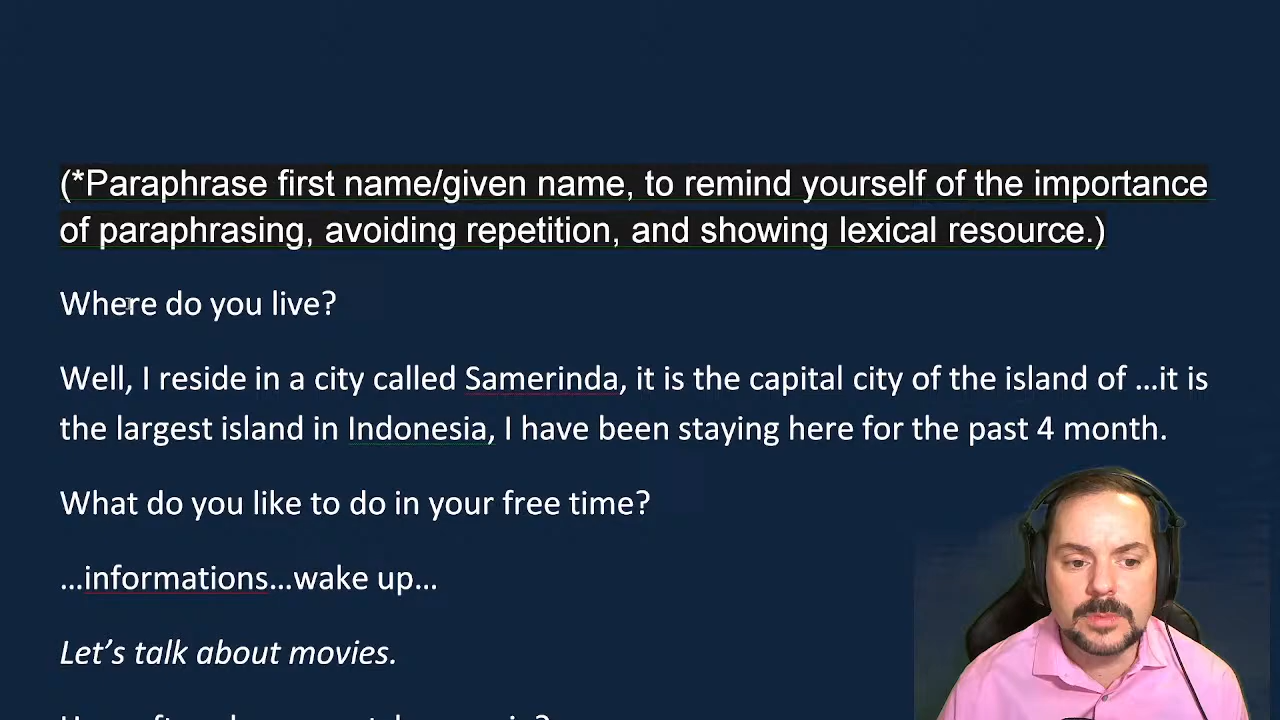 (*Paraphrase first name/given name, to remind yourself of the importance
of paraphrasing, avoiding repetition, and showing lexical resource.)
Where do you live?
Well, I reside in a city called Samerinda, it is the capital city of the island of …it is
the largest island in Indonesia, I have been staying here for the past 4 month.
What do you like to do in your free time?
…informations…wake up…
Let's talk about movies.